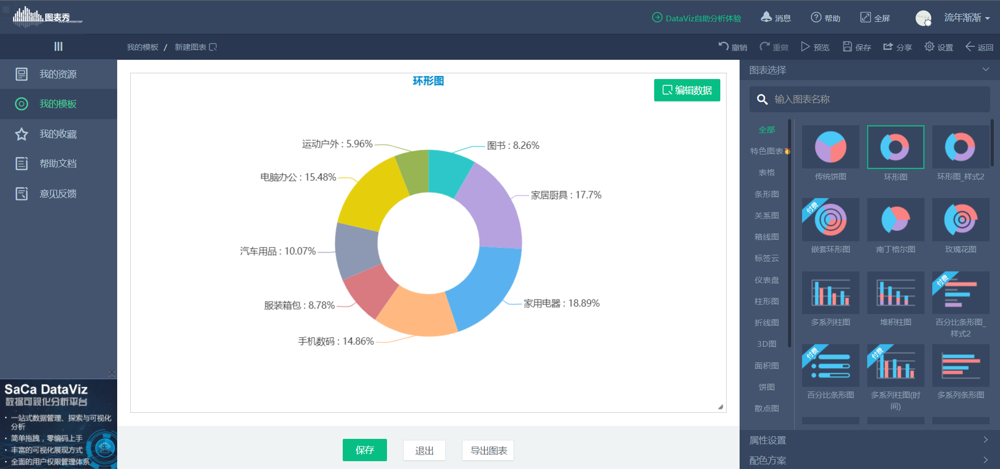 图表秀
DataViz自助分析体验
消息
帮助
全屏
流年渐渐
我的模板 / 新建图表
撤销
重做
预览
保存
分享
设置
返回
我的资源
我的模板
我的收藏
帮助文档
意见反馈
SaCa DataViz
数据可视化分析平台
· 一站式数据管理、探索与可视化
分析
· 简单拖拽，零编码上手
· 丰富的可视化展现方式
· 全面的用户权限管理体系
环形图
编辑数据
运动户外 : 5.96%
图书 : 8.26%
电脑办公 : 15.48%
家居厨具 : 17.7%
汽车用品 : 10.07%
家用电器 : 18.89%
服装箱包 : 8.78%
手机数码 : 14.86%
保存
退出
导出图表
图表选择
输入图表名称
全部
特色图表
表格
条形图
关系图
箱线图
标签云
仪表盘
柱形图
折线图
3D图
面积图
饼图
散点图
传统饼图
环形图
环形图_样式2
付费
嵌套环形图
南丁格尔图
玫瑰花图
多系列柱图
堆积柱图
付费
百分比条形图_
样式2
付费
百分比条形图
付费
多系列柱图(时
间)
多系列条形图
属性设置
配色方案